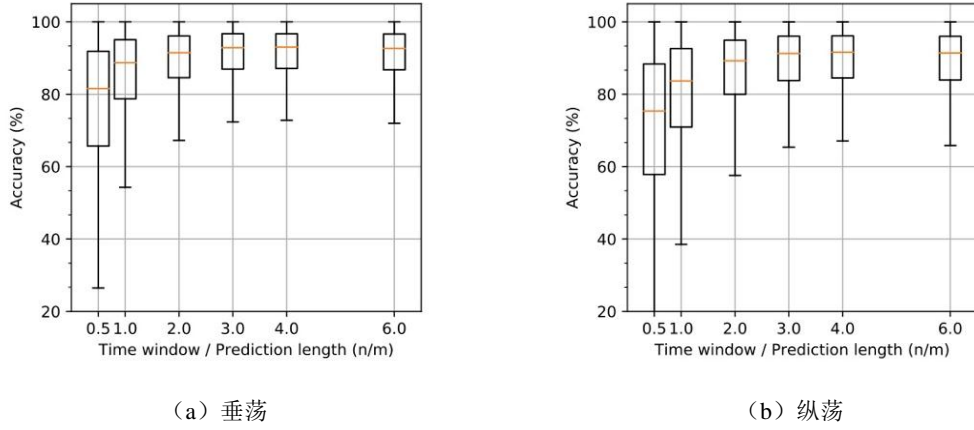 100
80
60
40
20
Accuracy (%)
0.5 1.0 2.0 3.0 4.0 6.0
Time window / Prediction length (n/m)
（a）垂荡
100
80
60
40
20
Accuracy (%)
0.5 1.0 2.0 3.0 4.0 6.0
Time window / Prediction length (n/m)
（b）纵荡